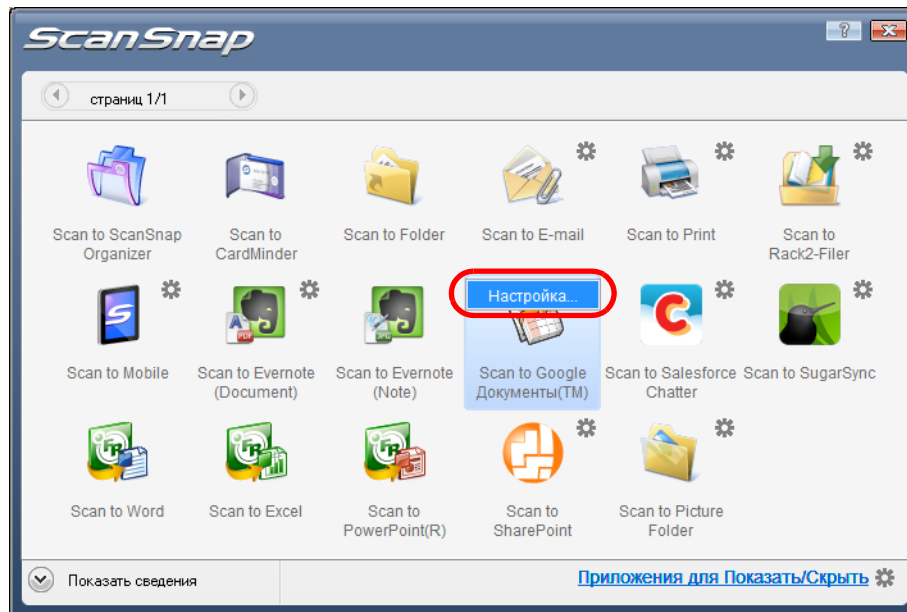 ScanSnap
страниц 1/1
Scan to ScanSnap
Organizer
Scan to
CardMinder
Scan to Folder
Scan to E-mail
Scan to Print
Scan to
Rack2-Filer
Настройка...
Scan to Mobile
Scan to Evernote
(Document)
Scan to Evernote
(Note)
Scan to Google
Документы(TM)
Scan to Salesforce
Chatter
Scan to SugarSync
Scan to Word
Scan to Excel
Scan to
PowerPoint(R)
Scan to
SharePoint
Scan to Picture
Folder
Показать сведения
Приложения для Показать/Скрыть